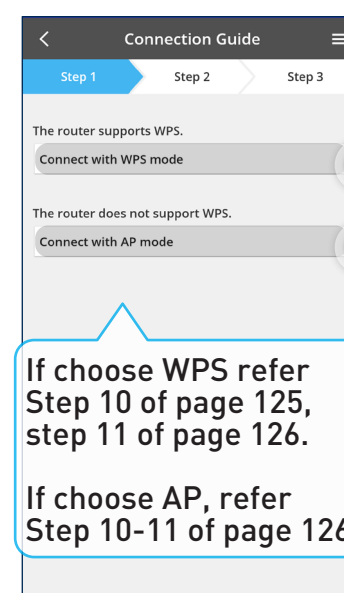 Connection Guide
Step 1 Step 2 Step 3
The router supports WPS.
Connect with WPS mode
The router does not support WPS.
Connect with AP mode
If choose WPS refer
Step 10 of page 125,
step 11 of page 126.
If choose AP, refer
Step 10-11 of page 126